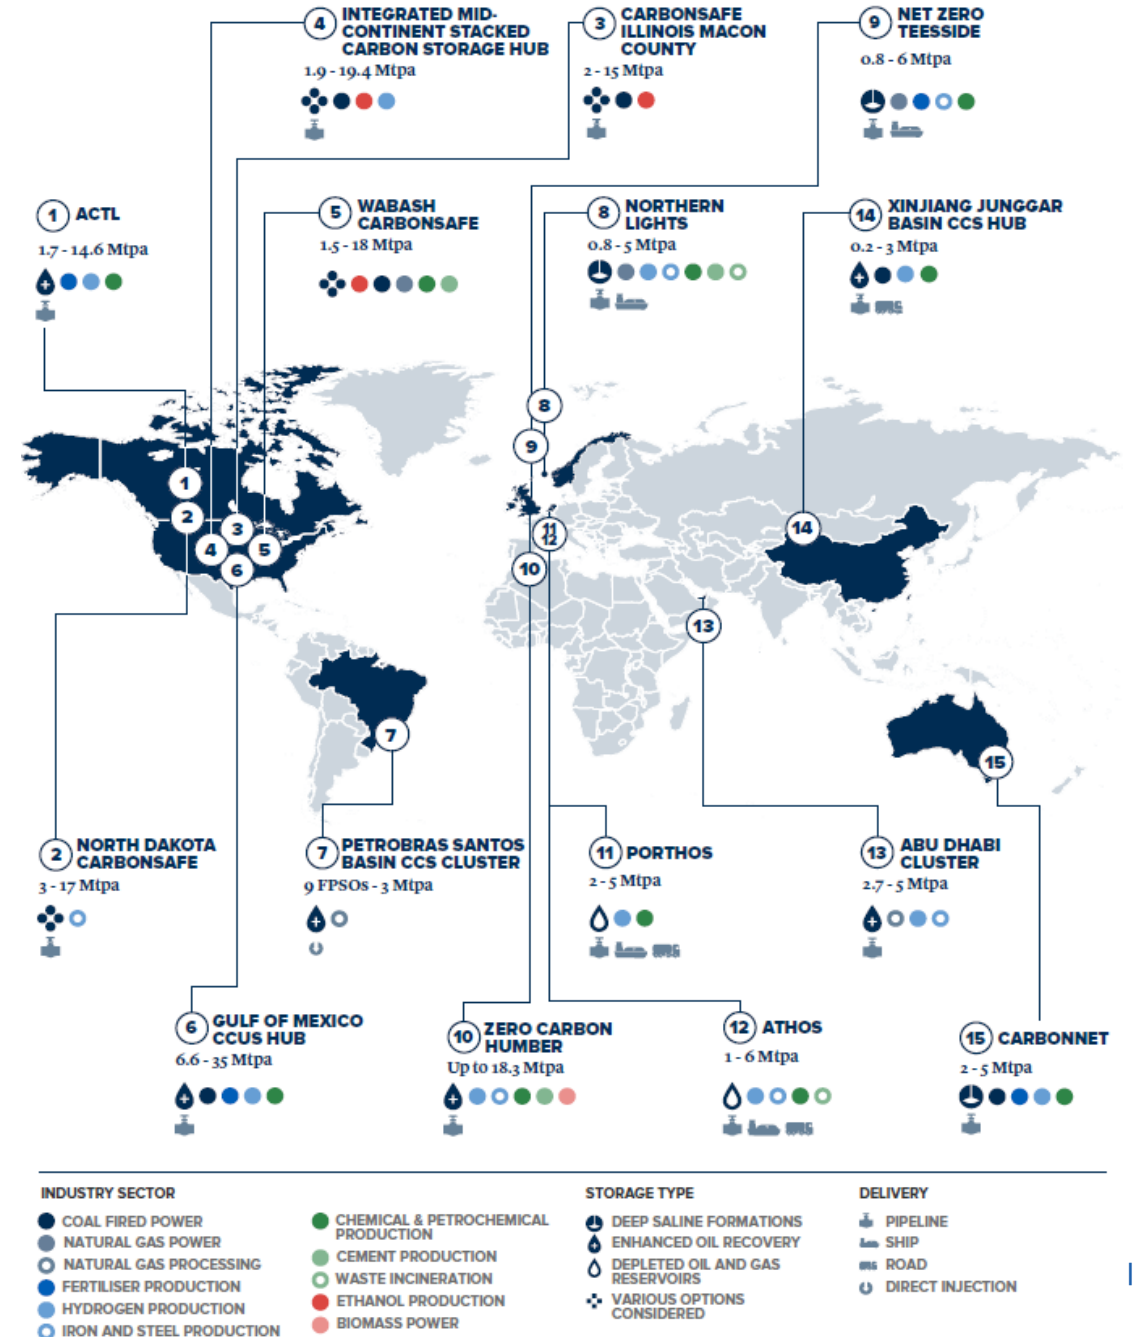 4 INTEGRATED MID-
CONTINENT STACKED
CARBON STORAGE HUB
1.9 - 19.4 Mtpa
3 CARBONSAFE
ILLINOIS MACON
COUNTY
2 - 15 Mtpa
9 NET ZERO
TEESSIDE
0.8 - 6 Mtpa
1 ACTL
1.7 - 14.6 Mtpa
5 WABASH
CARBONSAFE
1.5 - 18 Mtpa
8 NORTHERN
LIGHTS
0.8 - 5 Mtpa
14 XINJIANG JUNGGAR
BASIN CCS HUB
0.2 - 3 Mtpa
8
9
1
2
3
4
5
6
11
12
10
14
13
7
15
2 NORTH DAKOTA
CARBONSAFE
3 - 17 Mtpa
7 PETROBRAS SANTOS
BASIN CCS CLUSTER
9 FPSOs - 3 Mtpa
11 PORTHOS
2 - 5 Mtpa
13 ABU DHABI
CLUSTER
2.7 - 5 Mtpa
6 GULF OF MEXICO
CCUS HUB
6.6 - 35 Mtpa
10 ZERO CARBON
HUMBER
Up to 18.3 Mtpa
12 ATHOS
1 - 6 Mtpa
15 CARBONNET
2 - 5 Mtpa
INDUSTRY SECTOR
COAL FIRED POWER
NATURAL GAS POWER
NATURAL GAS PROCESSING
FERTILISER PRODUCTION
HYDROGEN PRODUCTION
IRON AND STEEL PRODUCTION
CHEMICAL & PETROCHEMICAL
PRODUCTION
CEMENT PRODUCTION
WASTE INCINERATION
ETHANOL PRODUCTION
BIOMASS POWER
STORAGE TYPE
DEEP SALINE FORMATIONS
ENHANCED OIL RECOVERY
DEPLETED OIL AND GAS
RESERVOIRS
VARIOUS OPTIONS
CONSIDERED
DELIVERY
PIPELINE
SHIP
ROAD
DIRECT INJECTION